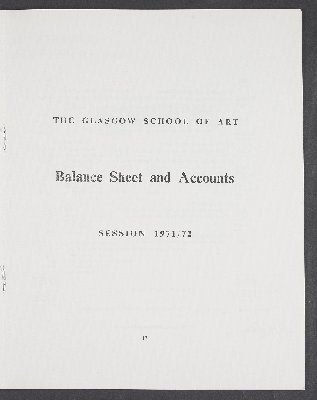 THE GLASGOW SCHOOL OF ART
Balance Sheet and Accounts
SESSION 1971-72